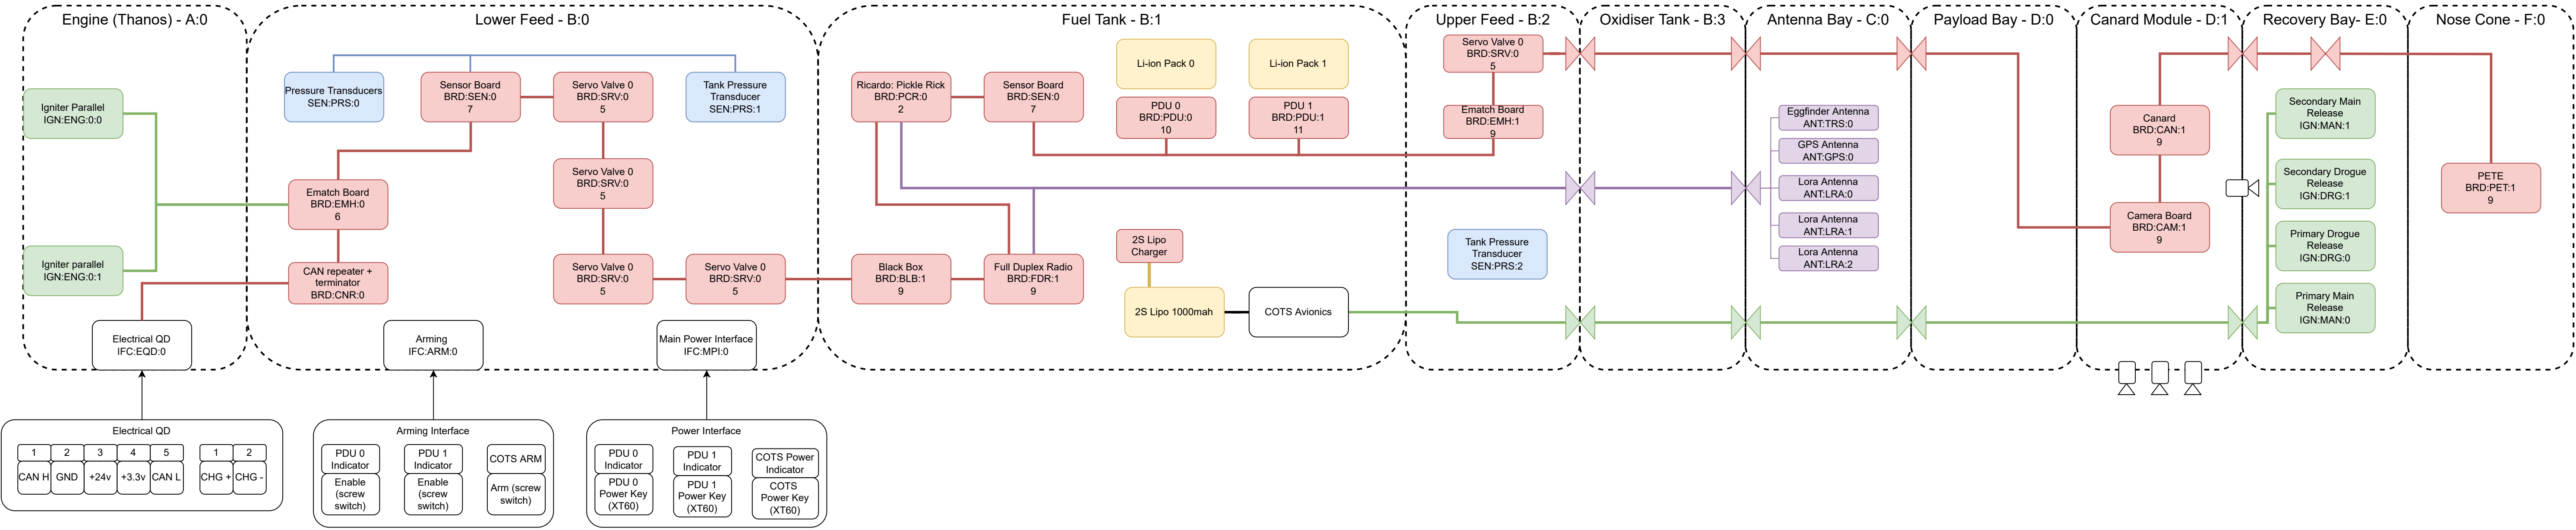 Engine (Thanos) - A:0
Lower Feed - B:0
Fuel Tank - B:1
Upper Feed - B:2
Oxidiser Tank - B:3
Antenna Bay - C:0
Payload Bay - D:0
Canard Module - D:1
Recovery Bay- E:0
Nose Cone - F:0
Igniter Parallel
IGN:ENG:0:0
Igniter parallel
IGN:ENG:0:1
Electrical QD
IFC:EQD:0
Pressure Transducers
SEN:PRS:0
Sensor Board
BRD:SEN:0
7
Servo Valve 0
BRD:SRV:0
5
Tank Pressure
Transducer
SEN:PRS:1
Ematch Board
BRD:EMH:0
6
Servo Valve 0
BRD:SRV:0
5
CAN repeater +
terminator
BRD:CNR:0
Servo Valve 0
BRD:SRV:0
5
Servo Valve 0
BRD:SRV:0
5
Arming
IFC:ARM:0
Main Power Interface
IFC:MPI:0
Ricardo: Pickle Rick
BRD:PCR:0
2
Sensor Board
BRD:SEN:0
7
Li-ion Pack 0
Li-ion Pack 1
PDU 0
BRD:PDU:0
10
PDU 1
BRD:PDU:1
11
Black Box
BRD:BLB:1
9
Full Duplex Radio
BRD:FDR:1
9
2S Lipo
Charger
2S Lipo 1000mah
COTS Avionics
Servo Valve 0
BRD:SRV:0
5
Ematch Board
BRD:EMH:1
9
Tank Pressure
Transducer
SEN:PRS:2
Eggfinder Antenna
ANT:TRS:0
GPS Antenna
ANT:GPS:0
Lora Antenna
ANT:LRA:0
Lora Antenna
ANT:LRA:1
Lora Antenna
ANT:LRA:2
Canard
BRD:CAN:1
9
Camera Board
BRD:CAM:1
9
Secondary Main
Release
IGN:MAN:1
Secondary Drogue
Release
IGN:DRG:1
Primary Drogue
Release
IGN:DRG:0
Primary Main
Release
IGN:MAN:0
PETE
BRD:PET:1
9
Electrical QD
1 2 3 4 5 1 2
CAN H GND +24v +3.3v CAN L CHG + CHG -
Arming Interface
PDU 0
Indicator
Enable
(screw
switch)
PDU 1
Indicator
Enable
(screw
switch)
COTS ARM
Arm (screw
switch)
Power Interface
PDU 0
Indicator
PDU 0
Power Key
(XT60)
PDU 1
Indicator
PDU 1
Power Key
(XT60)
COTS Power
Indicator
COTS
Power Key
(XT60)